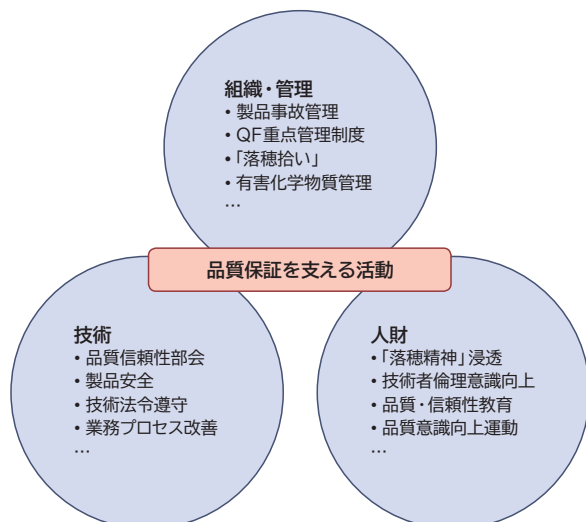 組織・管理
• 製品事故管理
• QF重点管理制度
•「落穂拾い」
• 有害化学物質管理
…
品質保証を支える活動
技術
• 品質信頼性部会
• 製品安全
• 技術法令遵守
• 業務プロセス改善
…
人財
•「落穂精神」浸透
• 技術者倫理意識向上
• 品質・信頼性教育
• 品質意識向上運動
…